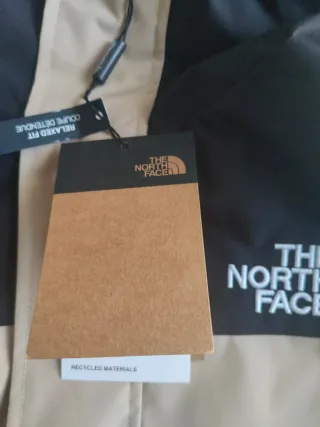 RELAXED FIT
COUPE DÉTENDUE
THE
NORTH
FACE
THE
NORTH
FACE
RECYCLED MATERIALS